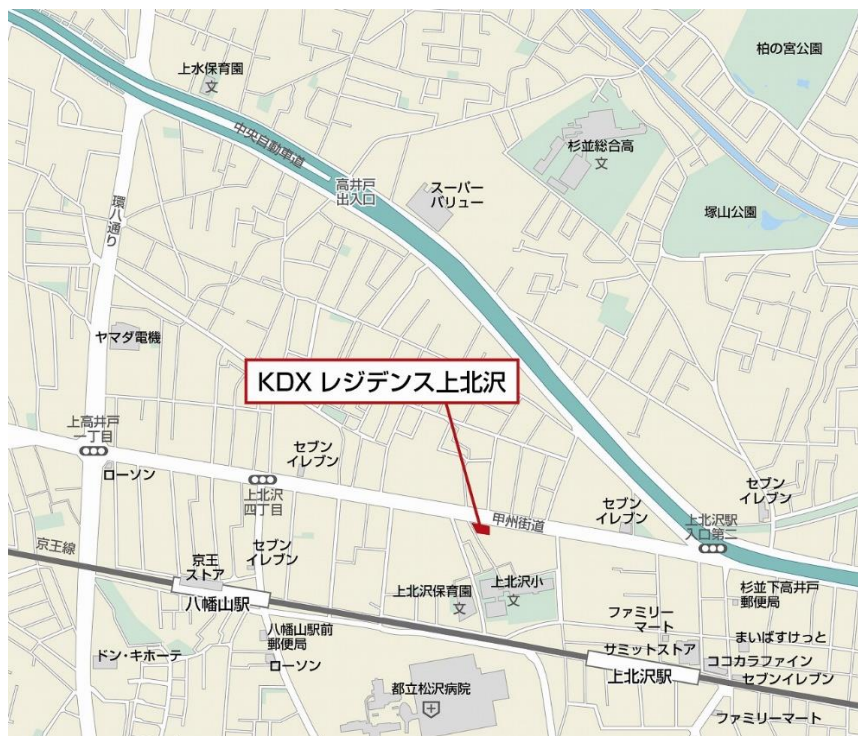 柏の宮公園
上水保育園
文
中央自動車道
杉並総合高
文
高井戸
出入口
スーパー
バリュー
環八通り
塚山公園
ヤマダ電機
KDX レジデンス上北沢
上高井戸
一丁目
セブン
イレブン
ローソン
上北沢
四丁目
甲州街道
セブン
イレブン
セブン
イレブン
上北沢駅
入口第二
京王線
京王
ストア
セブン
イレブン
八幡山駅
上北沢保育園
文
上北沢小
文
杉並下高井戸
郵便局
ファミリー
マート
八幡山駅前
郵便局
まいばすけっと
サミットストア
ドン・キホーテ
ローソン
ココカラファイン
上北沢駅
セブンイレブン
都立松沢病院
ファミリーマート